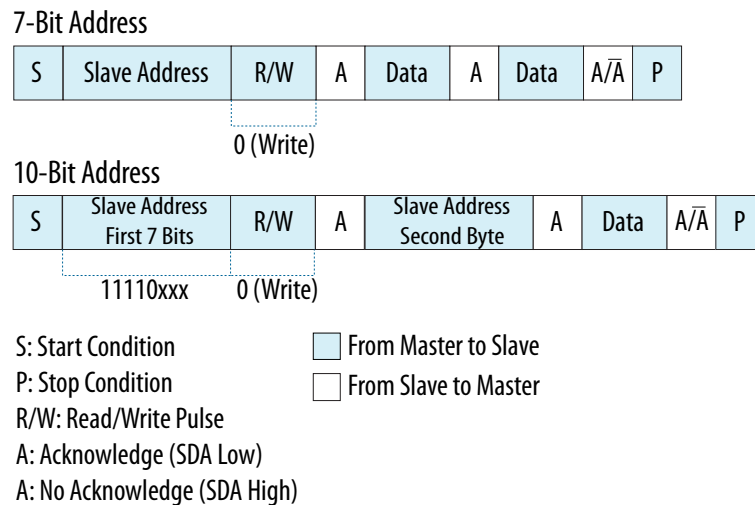 7-Bit Address
S Slave Address R/W A Data A Data A/A̅ P
0 (Write)
10-Bit Address
S Slave Address First 7 Bits R/W A Slave Address Second Byte A Data A/A̅ P
11110xxx 0 (Write)
S: Start Condition
P: Stop Condition
R/W: Read/Write Pulse
A: Acknowledge (SDA Low)
A: No Acknowledge (SDA High)
From Master to Slave
From Slave to Master